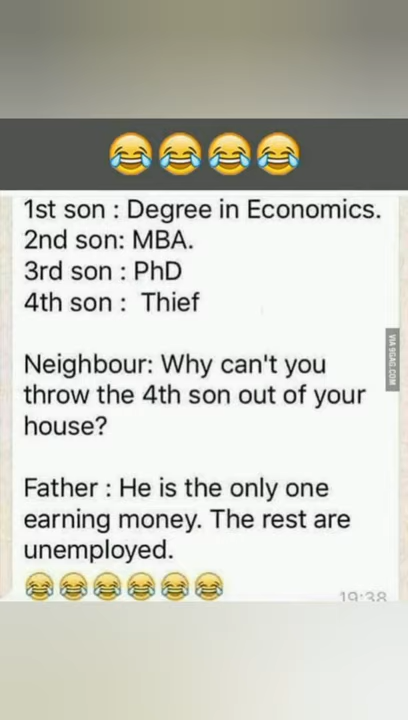 😂😂😂😂
1st son : Degree in Economics.
2nd son: MBA.
3rd son : PhD
4th son :  Thief
Neighbour: Why can't you
throw the 4th son out of your
house?
Father : He is the only one
earning money. The rest are
unemployed.
😂😂😂😂😂😂
19:38
VIA 9GAG.COM